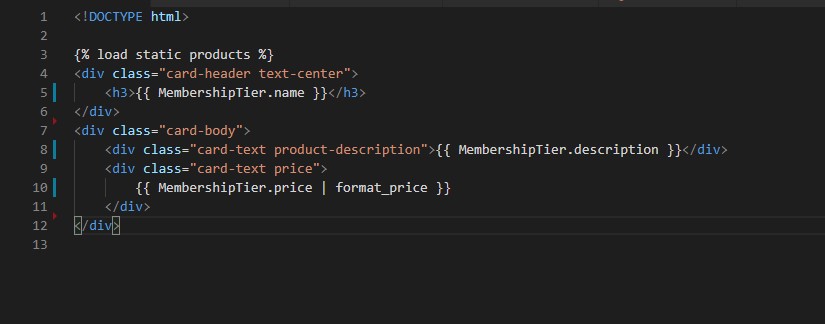 1 <!DOCTYPE html>
2
3 {% load static products %}
4 <div class="card-header text-center">
5     <h3>{{ MembershipTier.name }}</h3>
6 </div>
7 <div class="card-body">
8     <div class="card-text product-description">{{ MembershipTier.description }}</div>
9     <div class="card-text price">
10         {{ MembershipTier.price | format_price }}
11     </div>
12 </div>
13